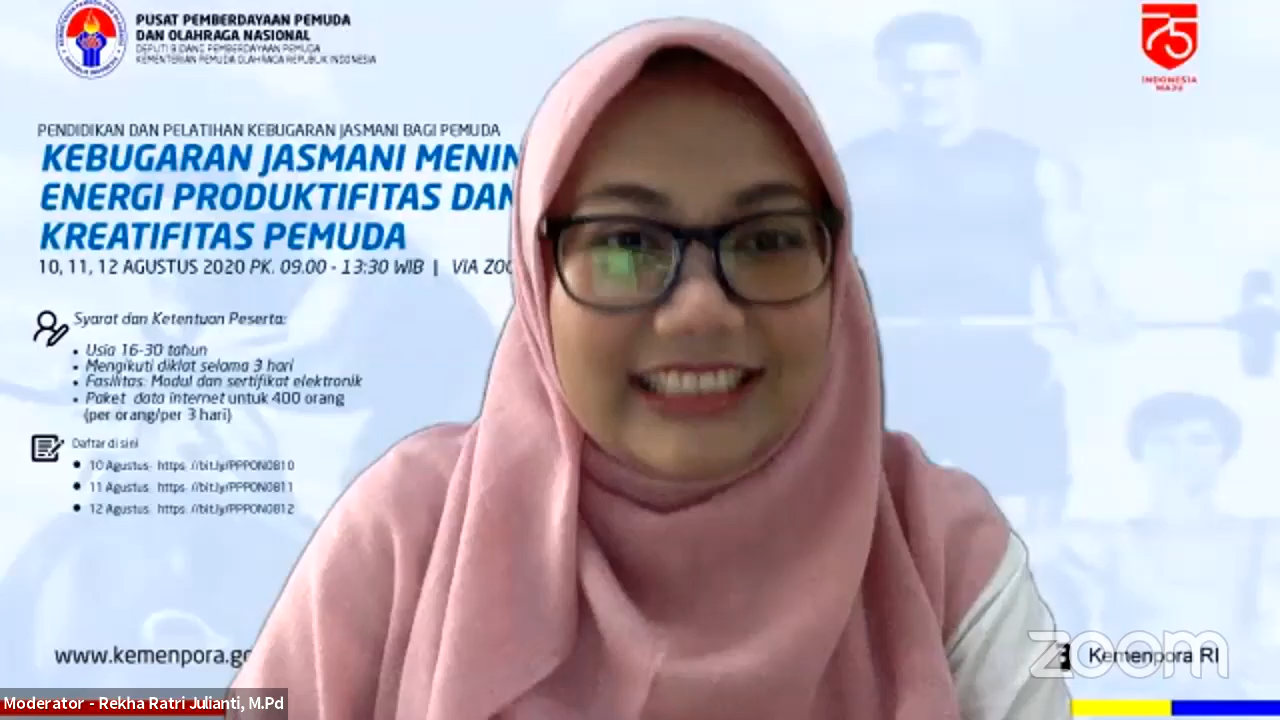 PUSAT PEMBERDAYAAN PEMUDA
DAN OLAHRAGA NASIONAL
DEPUTI BIDANG PEMBERDAYAAN PEMUDA
KEMENTERIAN PEMUDA OLAHRAGA REPUBLIK INDONESIA
75
INDONESIA
MAJU
PENDIDIKAN DAN PELATIHAN KEBUGARAN JASMANI BAGI PEMUDA
KEBUGARAN JASMANI MENIN
ENERGI PRODUKTIFITAS DAN
KREATIFITAS PEMUDA
10, 11, 12 AGUSTUS 2020 PK. 09.00 - 13:30 WIB | VIA ZOO
Syarat dan Ketentuan Peserta:
• Usia 16-30 tahun
• Mengikuti diklat selama 3 hari
• Fasilitas: Modul dan sertifikat elektronik
• Paket data internet untuk 400 orang
(per orang/per 3 hari)
Daftar di sini
• 10 Agustus: https://bit.ly/PPPON0810
• 11 Agustus: https://bit.ly/PPPON0811
• 12 Agustus: https://bit.ly/PPPON0812
www.kemenpora.go
Kemenpora RI
zoom
Moderator - Rekha Ratri Julianti, M.Pd